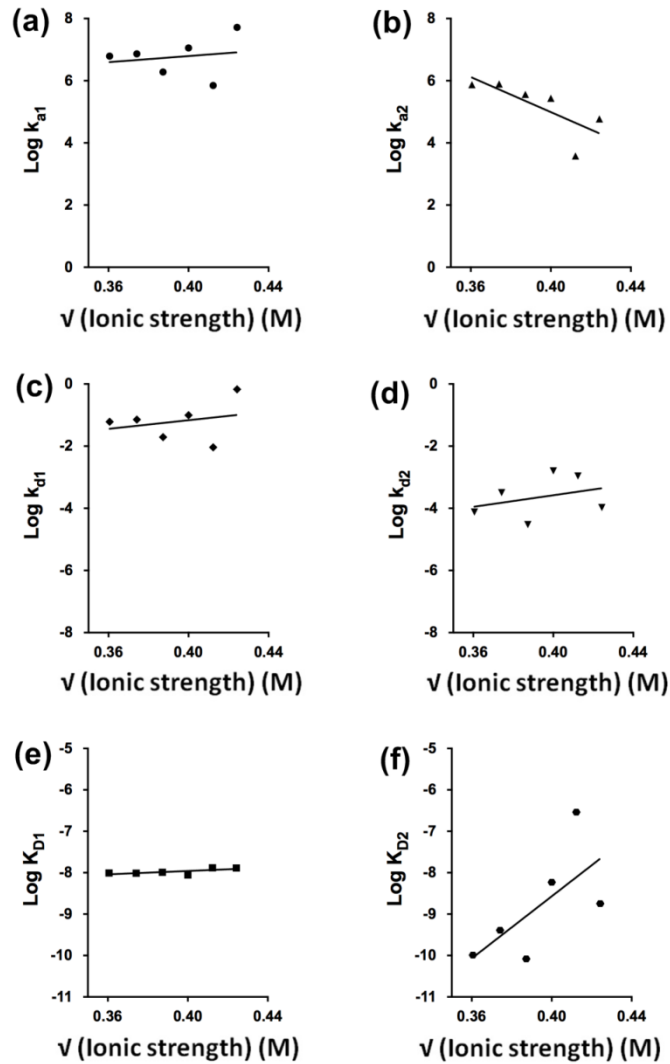 (a)
8
6
4
2
0
Log ka1
0.36 0.40 0.44
√ (Ionic strength) (M)
(b)
8
6
4
2
0
Log ka2
0.36 0.40 0.44
√ (Ionic strength) (M)
(c)
0
-2
-4
-6
-8
Log kd1
0.36 0.40 0.44
√ (Ionic strength) (M)
(d)
0
-2
-4
-6
-8
Log kd2
0.36 0.40 0.44
√ (Ionic strength) (M)
(e)
-5
-6
-7
-8
-9
-10
-11
Log KD1
0.36 0.40 0.44
√ (Ionic strength) (M)
(f)
-5
-6
-7
-8
-9
-10
-11
Log KD2
0.36 0.40 0.44
√ (Ionic strength) (M)